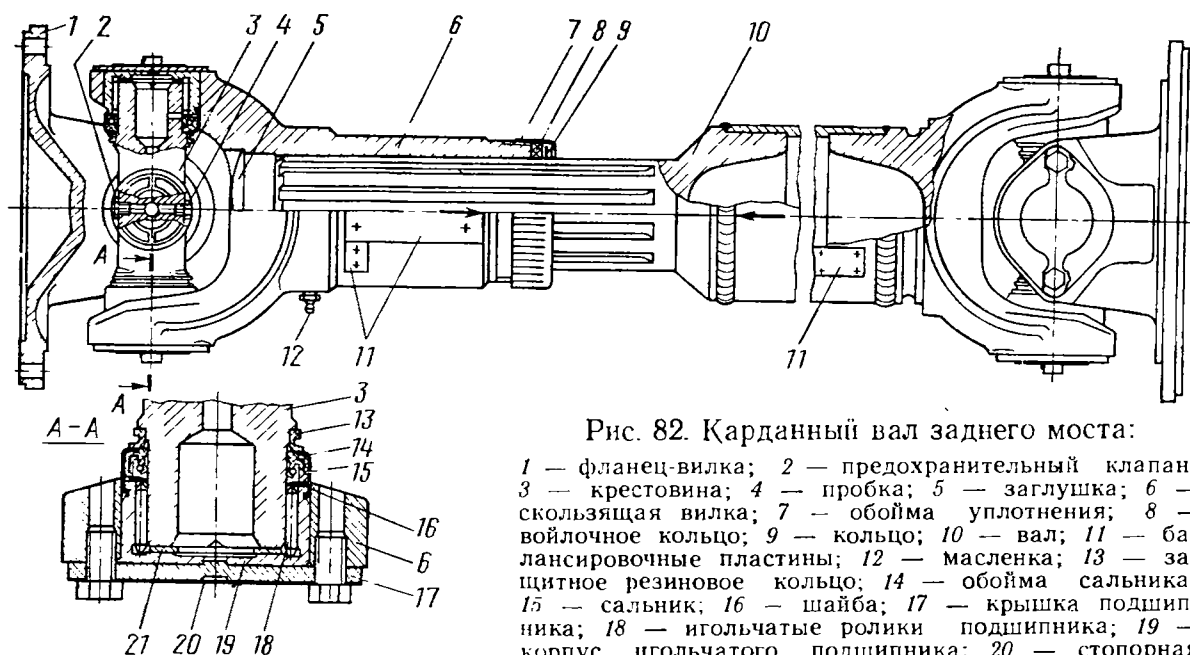 1 2 3 4 5 6 7 8 9 10
А
12 11 11
А
А–А
3
13
14
15
16
6
17
21 20 19 18
Рис. 82. Карданный вал заднего моста:
1 — фланец-вилка; 2 — предохранительный клапан
3 — крестовина; 4 — пробка; 5 — заглушка; 6 —
скользящая вилка; 7 — обойма уплотнения; 8 —
войлочное кольцо; 9 — кольцо; 10 — вал; 11 — ба
лансировочные пластины; 12 — масленка; 13 — за
щитное резиновое кольцо; 14 — обойма сальника
15 — сальник; 16 — шайба; 17 — крышка подшип
ника; 18 — игольчатые ролики подшипника; 19 —
корпус игольчатого подшипника; 20 — стопорная